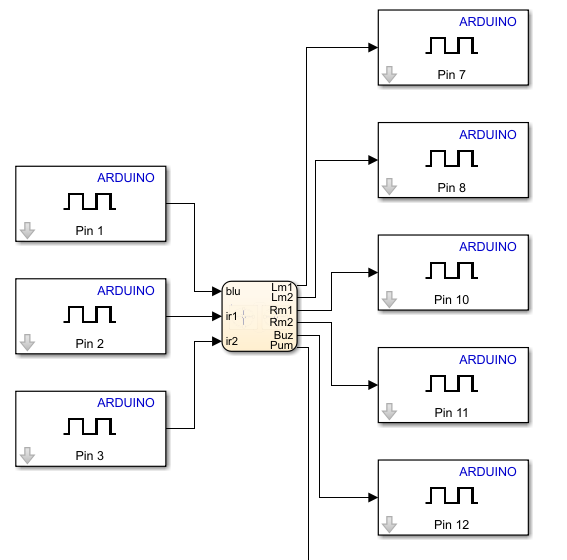 ARDUINO
Pin 7
ARDUINO
Pin 8
ARDUINO
Pin 1
ARDUINO
Pin 10
ARDUINO
Pin 2
blu
ir1
ir2
Lm1
Lm2
Rm1
Rm2
Buz
Pum
ARDUINO
Pin 11
ARDUINO
Pin 3
ARDUINO
Pin 12